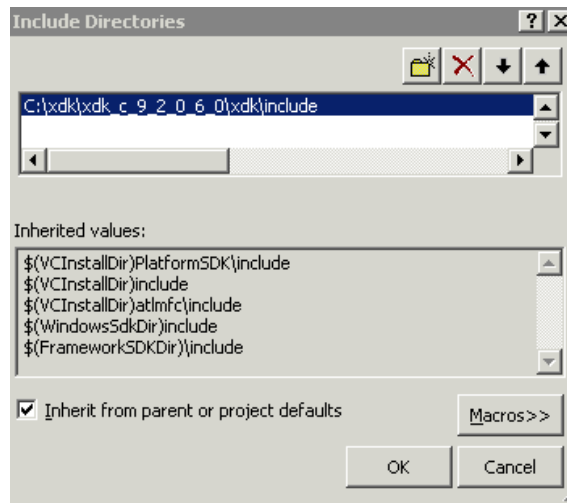 Include Directories
C:\xdk\xdk_c_9_2_0_6_0\xdk\include
Inherited values:
$(VCInstallDir)PlatformSDK\include
$(VCInstallDir)include
$(VCInstallDir)atlmfc\include
$(WindowsSdkDir)include
$(FrameworkSDKDir)\include
Inherit from parent or project defaults
Macros>>
OK
Cancel